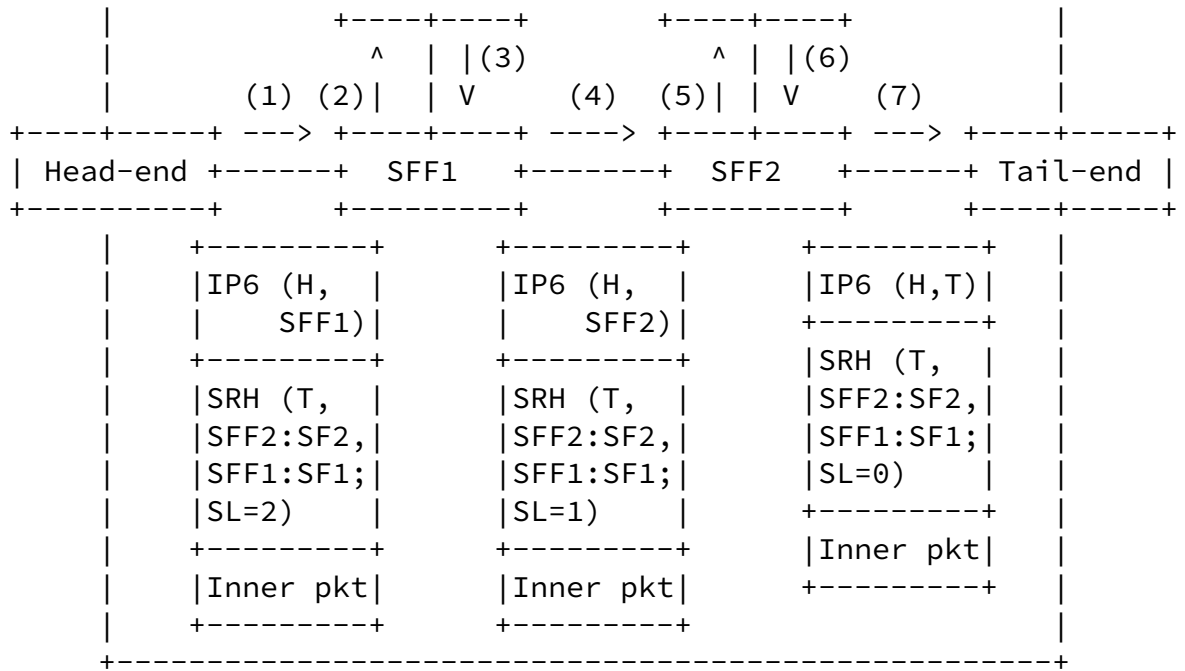 |              +----+----+        +----+----+             |
     |                ^  | |(3)          ^ | |(6)              |
     |        (1) (2)|  | V     (4)  (5)| | V    (7)           |
+----+-----+ ---> +----+----+ ----> +----+----+ ---> +----+-----+
| Head-end +------+  SFF1   +-------+  SFF2   +------+ Tail-end |
+----------+      +---------+       +---------+      +----+-----+
     |    +---------+      +---------+      +---------+   |
     |    |IP6 (H,  |      |IP6 (H,  |      |IP6 (H,T)|   |
     |    |    SFF1)|      |    SFF2)|      +---------+   |
     |    +---------+      +---------+      |SRH (T,  |   |
     |    |SRH (T,  |      |SRH (T,  |      |SFF2:SF2,|   |
     |    |SFF2:SF2,|      |SFF2:SF2,|      |SFF1:SF1;|   |
     |    |SFF1:SF1;|      |SFF1:SF1;|      |SL=0)    |   |
     |    |SL=2)    |      |SL=1)    |      +---------+   |
     |    +---------+      +---------+      |Inner pkt|   |
     |    |Inner pkt|      |Inner pkt|      +---------+   |
     |    +---------+      +---------+                    |
     +----------------------------------------------------+